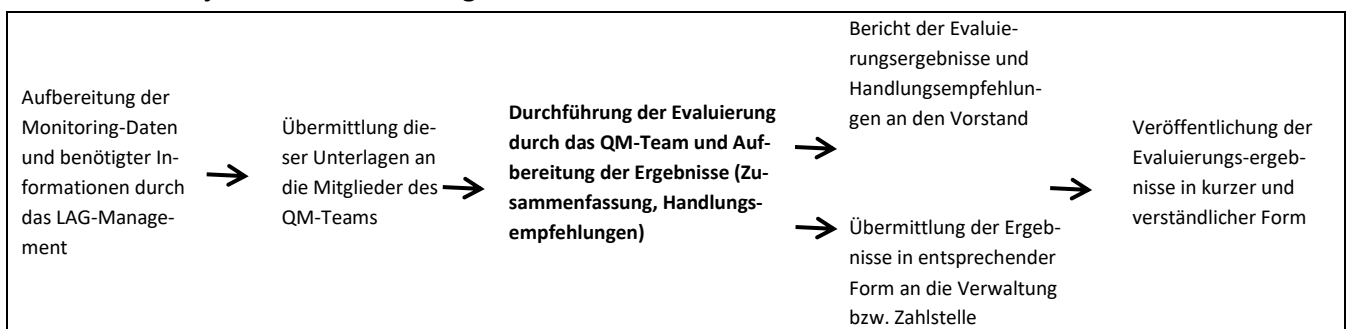 Aufbereitung der
Monitoring-Daten
und benötigter In-
formationen durch
das LAG-Manage-
ment
Übermittlung die-
ser Unterlagen an
die Mitglieder des
QM-Teams
Durchführung der Evaluierung
durch das QM-Team und Auf-
bereitung der Ergebnisse (Zu-
sammenfassung, Handlungs-
empfehlungen)
Bericht der Evaluie-
rungsergebnisse und
Handlungsempfehlun-
gen an den Vorstand
Übermittlung der Ergeb-
nisse in entsprechender
Form an die Verwaltung
bzw. Zahlstelle
Veröffentlichung der
Evaluierungs-ergeb-
nisse in kurzer und
verständlicher Form